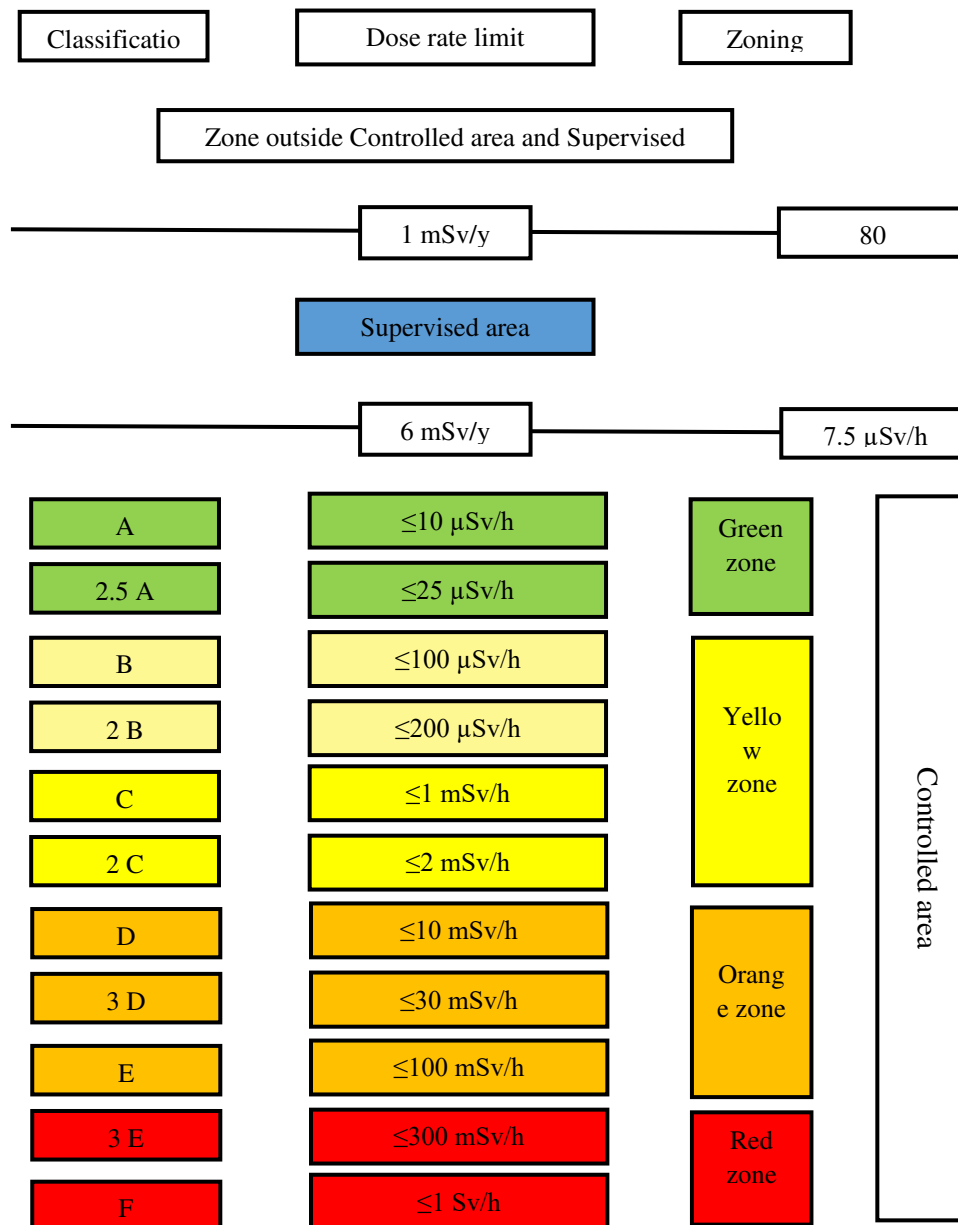 Classificatio
Dose rate limit
Zoning
Zone outside Controlled area and Supervised
1 mSv/y
80
Supervised area
6 mSv/y
7.5 µSv/h
A
≤10 µSv/h
Green
zone
2.5 A
≤25 µSv/h
B
≤100 µSv/h
2 B
≤200 µSv/h
Yello
w
zone
C
≤1 mSv/h
2 C
≤2 mSv/h
Controlled area
D
≤10 mSv/h
3 D
≤30 mSv/h
Orang
e zone
E
≤100 mSv/h
3 E
≤300 mSv/h
Red
zone
F
≤1 Sv/h